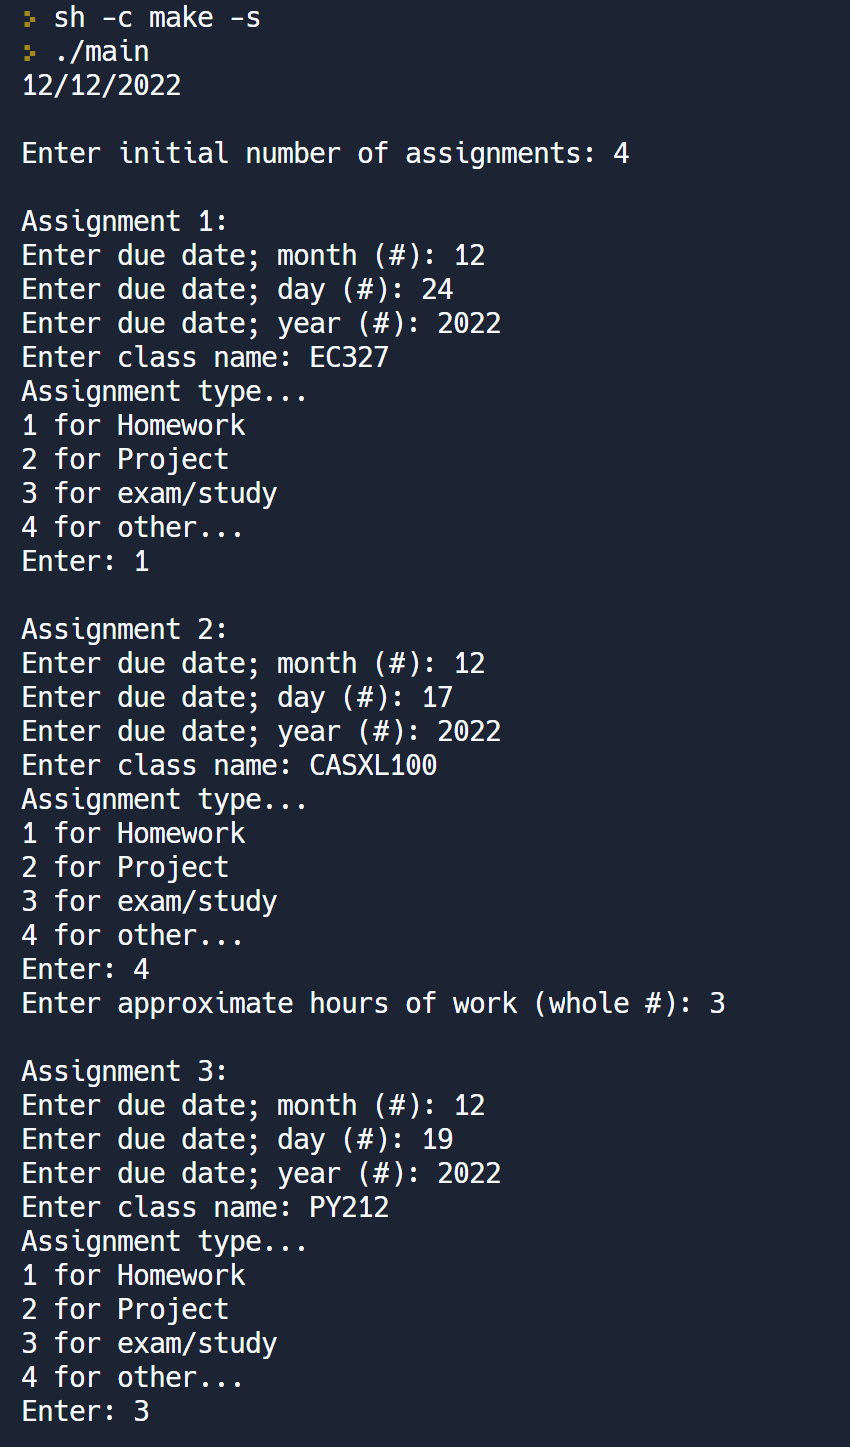 sh -c make -s
./main
12/12/2022
Enter initial number of assignments: 4
Assignment 1:
Enter due date; month (#): 12
Enter due date; day (#): 24
Enter due date; year (#): 2022
Enter class name: EC327
Assignment type...
1 for Homework
2 for Project
3 for exam/study
4 for other...
Enter: 1
Assignment 2:
Enter due date; month (#): 12
Enter due date; day (#): 17
Enter due date; year (#): 2022
Enter class name: CASXL100
Assignment type...
1 for Homework
2 for Project
3 for exam/study
4 for other...
Enter: 4
Enter approximate hours of work (whole #): 3
Assignment 3:
Enter due date; month (#): 12
Enter due date; day (#): 19
Enter due date; year (#): 2022
Enter class name: PY212
Assignment type...
1 for Homework
2 for Project
3 for exam/study
4 for other...
Enter: 3